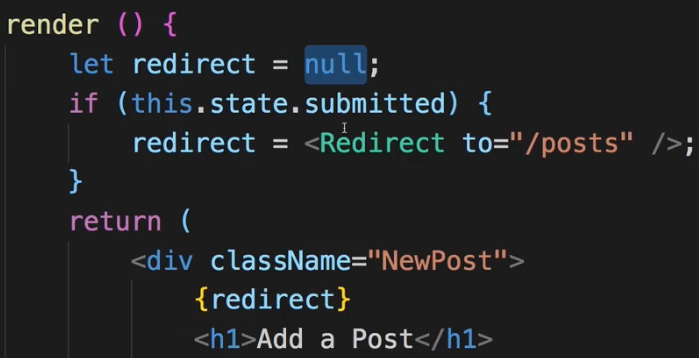 render () {
let redirect = null;
if (this.state.submitted) {
redirect = <Redirect to="/posts" />;
}
return (
<div className="NewPost">
{redirect}
<h1>Add a Post</h1>